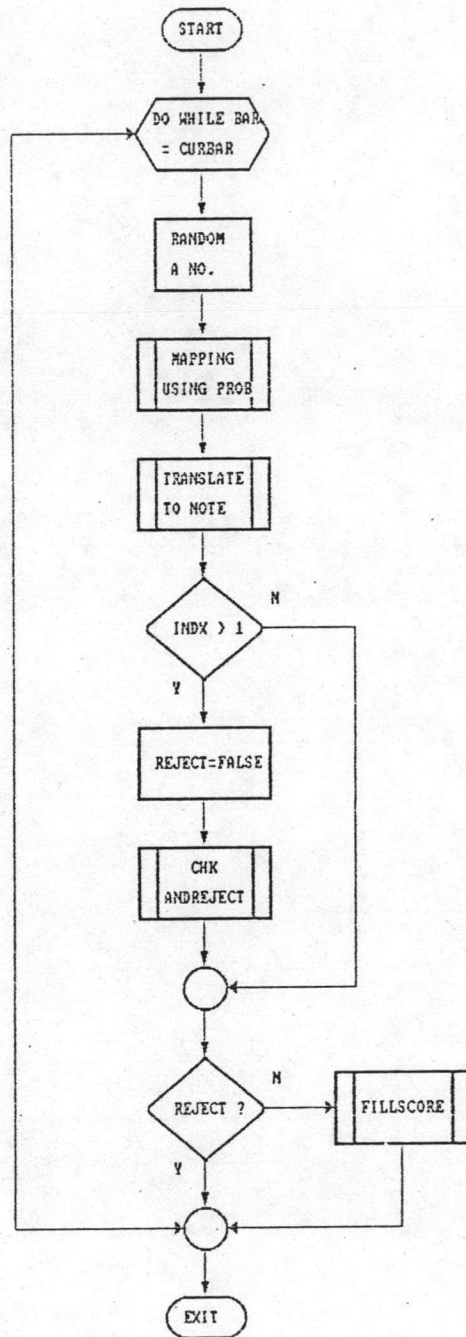 START
DO WHILE BAR
= CURBAR
RANDOM
A NO.
MAPPING
USING PROB
TRANSLATE
TO NOTE
INDX > 1
N
Y
REJECT=FALSE
CHK
ANDREJECT
N
REJECT ?
FILLSCORE
Y
EXIT